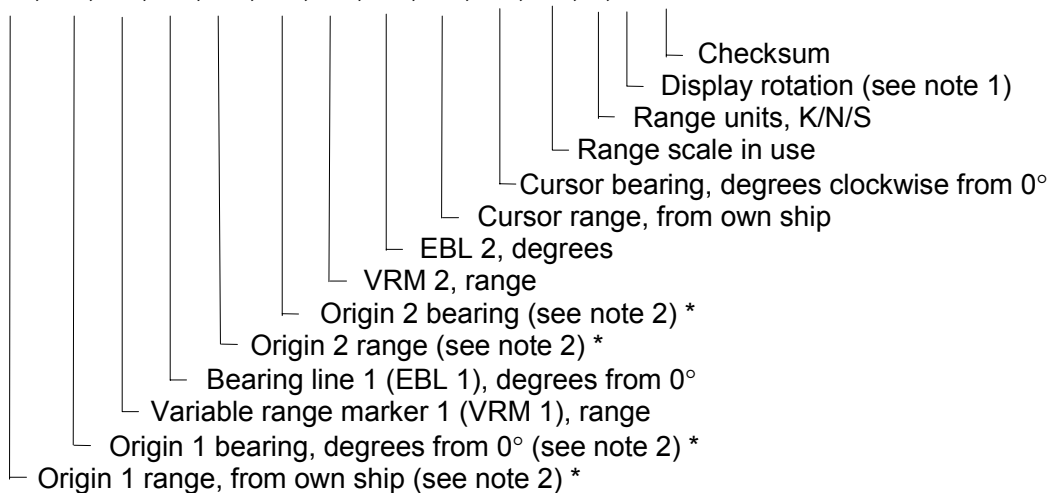 Checksum
Display rotation (see note 1)
Range units, K/N/S
Range scale in use
Cursor bearing, degrees clockwise from 0°
Cursor range, from own ship
EBL 2, degrees
VRM 2, range
Origin 2 bearing (see note 2) *
Origin 2 range (see note 2) *
Bearing line 1 (EBL 1), degrees from 0°
Variable range marker 1 (VRM 1), range
Origin 1 bearing, degrees from 0° (see note 2) *
Origin 1 range, from own ship (see note 2) *